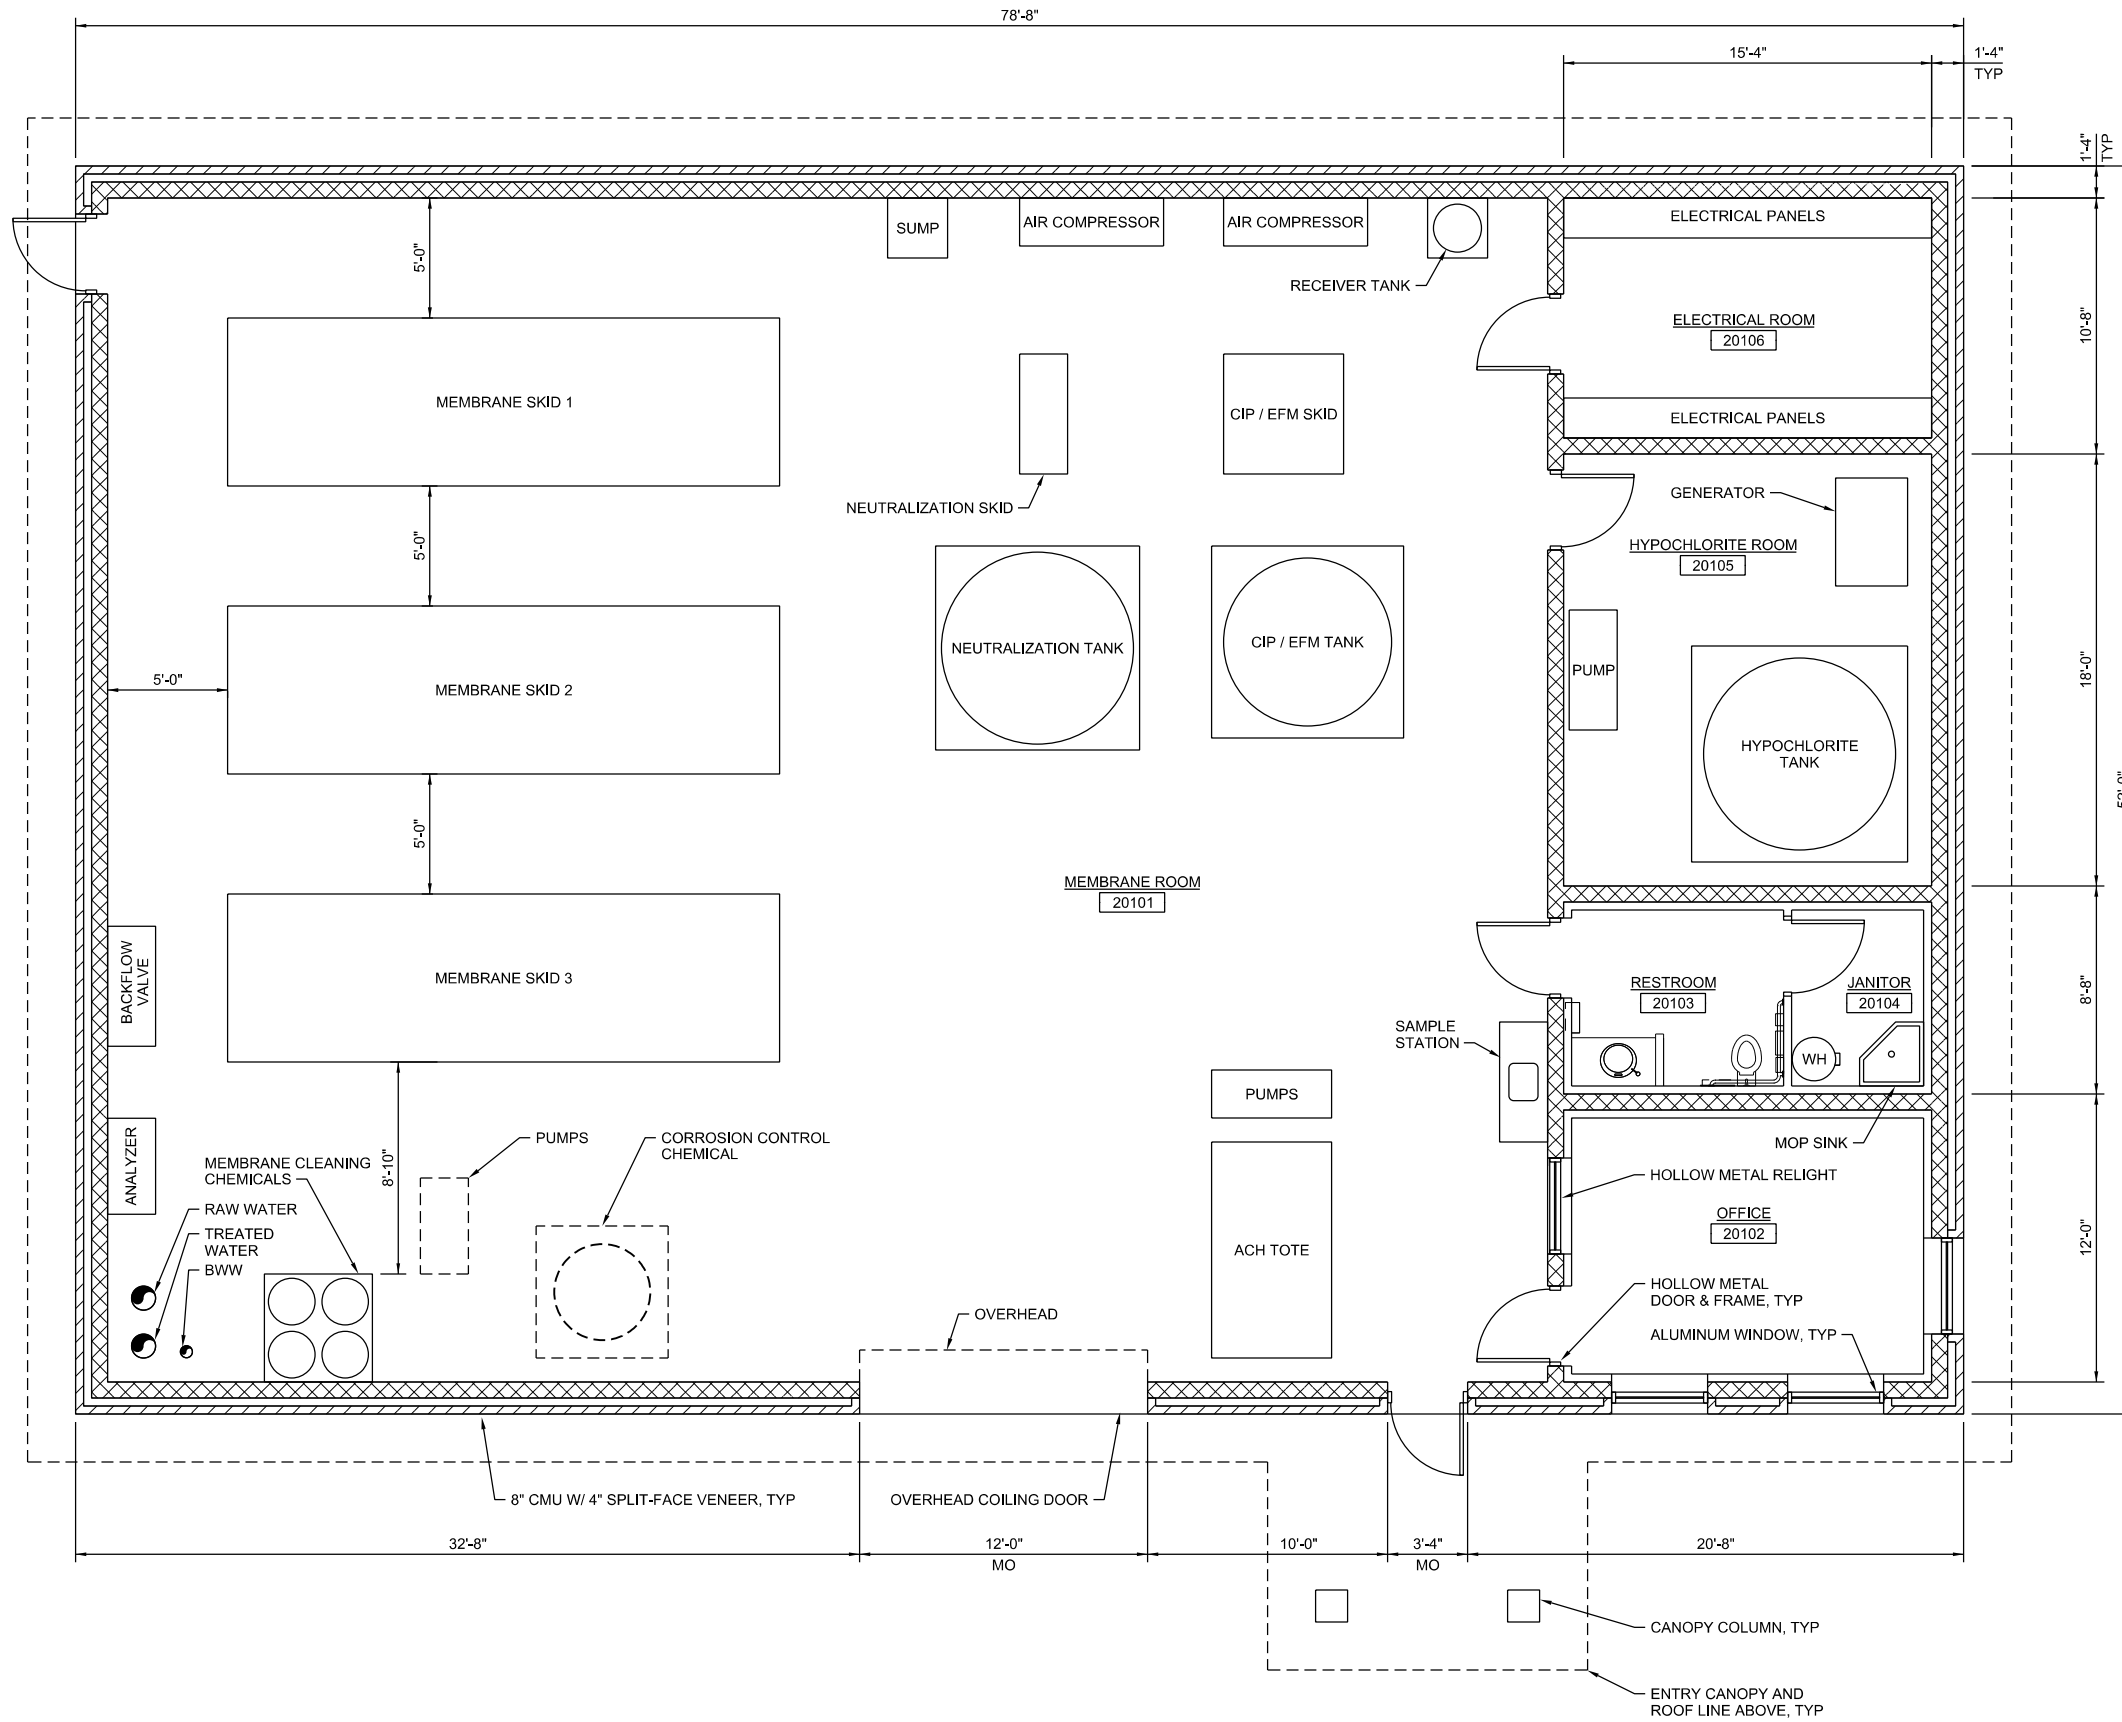 78'-8"
15'-4"
1'-4"
TYP
1'-4"
TYP
SUMP
AIR COMPRESSOR
AIR COMPRESSOR
ELECTRICAL PANELS
5'-0"
RECEIVER TANK
ELECTRICAL ROOM
20106
10'-8"
MEMBRANE SKID 1
CIP / EFM SKID
ELECTRICAL PANELS
NEUTRALIZATION SKID
GENERATOR
5'-0"
HYPOCHLORITE ROOM
20105
NEUTRALIZATION TANK
CIP / EFM TANK
PUMP
18'-0"
5'-0"
MEMBRANE SKID 2
HYPOCHLORITE
TANK
5'-0"
MEMBRANE ROOM
20101
BACKFLOW
VALVE
MEMBRANE SKID 3
RESTROOM
20103
JANITOR
20104
8'-8"
SAMPLE
STATION
WH
PUMPS
MOP SINK
ANALYZER
PUMPS
CORROSION CONTROL
CHEMICAL
MEMBRANE CLEANING
CHEMICALS
8'-10"
HOLLOW METAL RELIGHT
RAW WATER
TREATED
WATER
BWW
OFFICE
20102
12'-0"
ACH TOTE
HOLLOW METAL
DOOR & FRAME, TYP
OVERHEAD
ALUMINUM WINDOW, TYP
8" CMU W/ 4" SPLIT-FACE VENEER, TYP
OVERHEAD COILING DOOR
32'-8"
12'-0"
MO
10'-0"
3'-4"
MO
20'-8"
CANOPY COLUMN, TYP
ENTRY CANOPY AND
ROOF LINE ABOVE, TYP